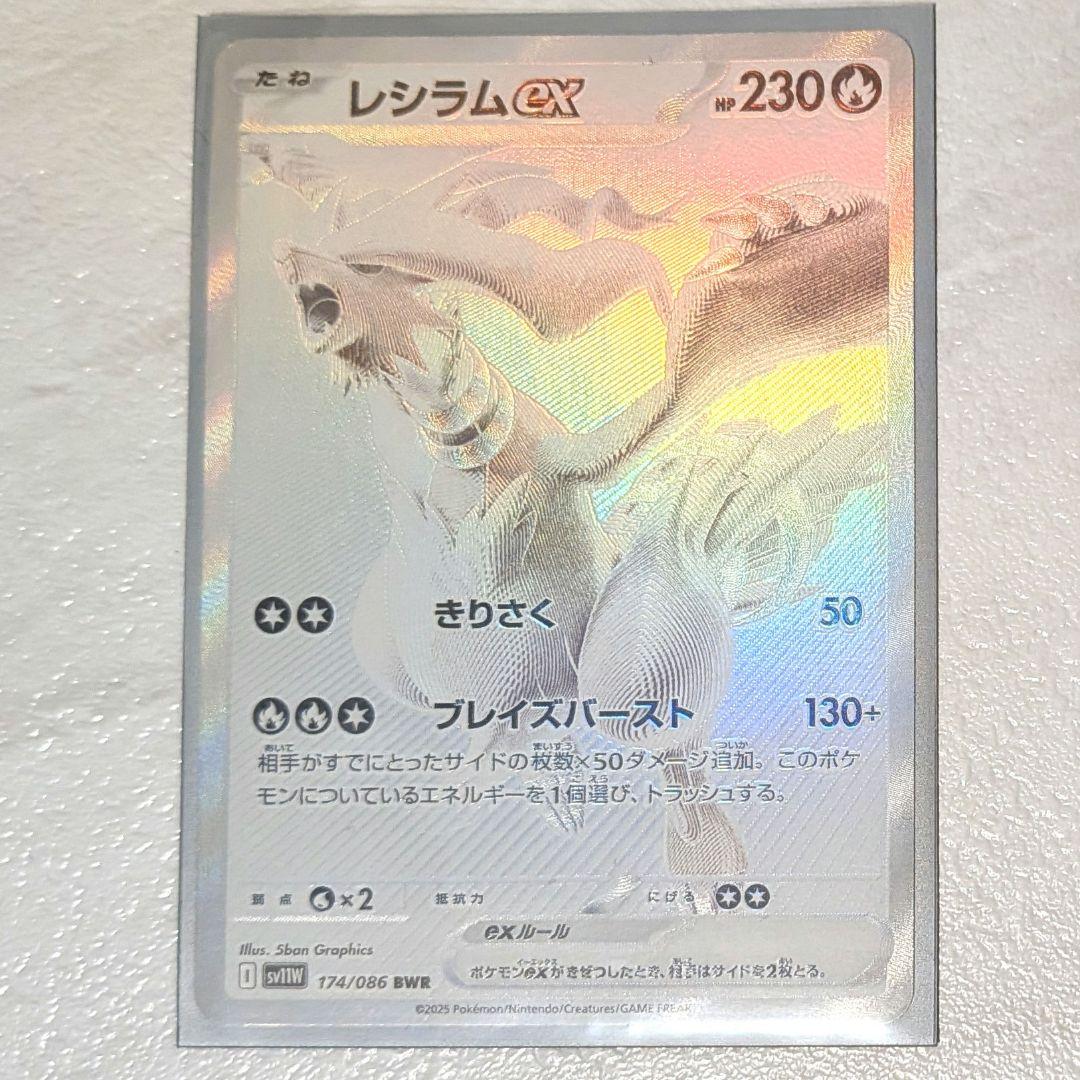 たね
レシラムex
HP 230
きりさく 50
ブレイズバースト 130+
相手がすでにとったサイドの枚数×50ダメージ追加。このポケ
モンについているエネルギーを1個選び、トラッシュする。
弱点 ×2 抵抗力 にげる
exルール
ポケモンexがきぜつしたとき、相手はサイドを2枚とる。
Illus. 5ban Graphics
I sv11W 174/086 BWR
©2025 Pokémon/Nintendo/Creatures/GAME FREAK